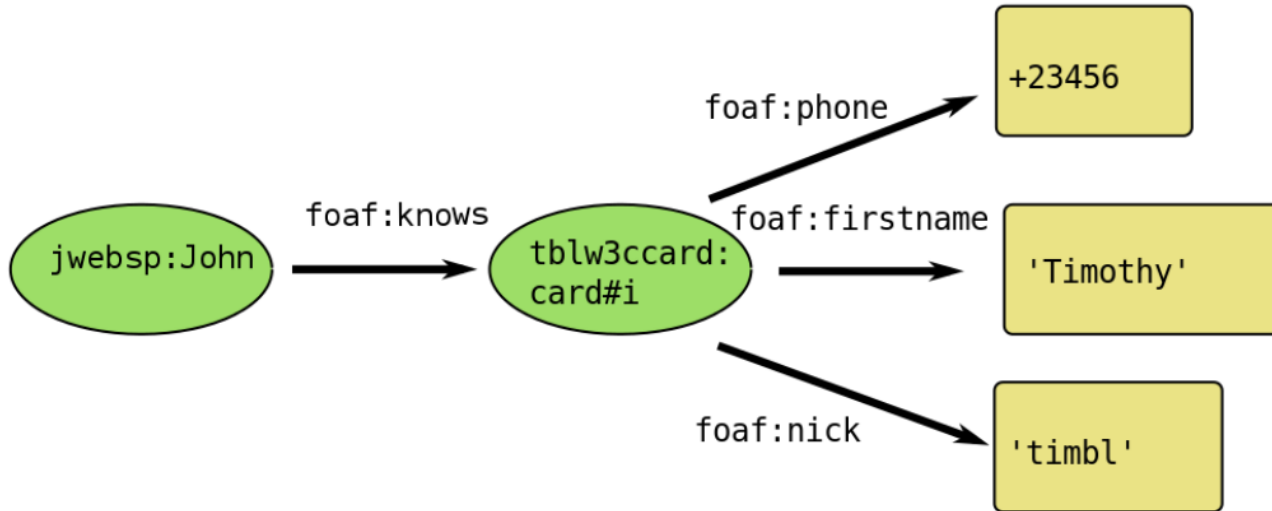 foaf:phone
+23456
foaf:knows
foaf:firstname
jwebsp:John
tblw3ccard:
card#i
'Timothy'
foaf:nick
'timbl'